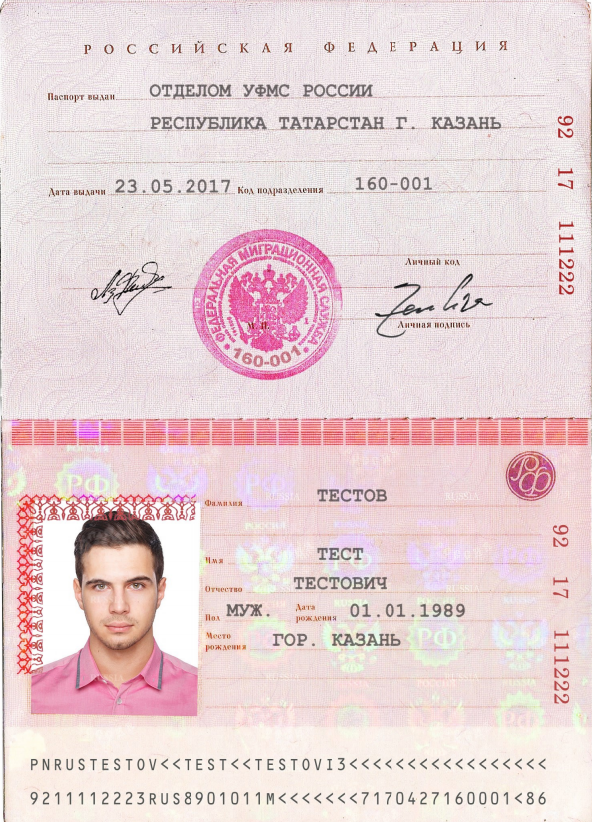 РОССИЙСКАЯ ФЕДЕРАЦИЯ
Паспорт выдан ОТДЕЛОМ УФМС РОССИИ
РЕСПУБЛИКА ТАТАРСТАН Г. КАЗАНЬ
Дата выдачи 23.05.2017 Код подразделения 160-001
92 17 111222
Личный код
Личная подпись
ФЕДЕРАЛЬНАЯ МИГРАЦИОННАЯ СЛУЖБА
М. П.
160-001
РФ
Фамилия ТЕСТОВ
Имя ТЕСТ
Отчество ТЕСТОВИЧ
Пол МУЖ. Дата рождения 01.01.1989
Место рождения ГОР. КАЗАНЬ
92 17 111222
PNRUSTESTOV<<TEST<<TESTOVI3<<<<<<<<<<<<<<<<<
9211112223RUS8901011M<<<<<<<7170427160001<86